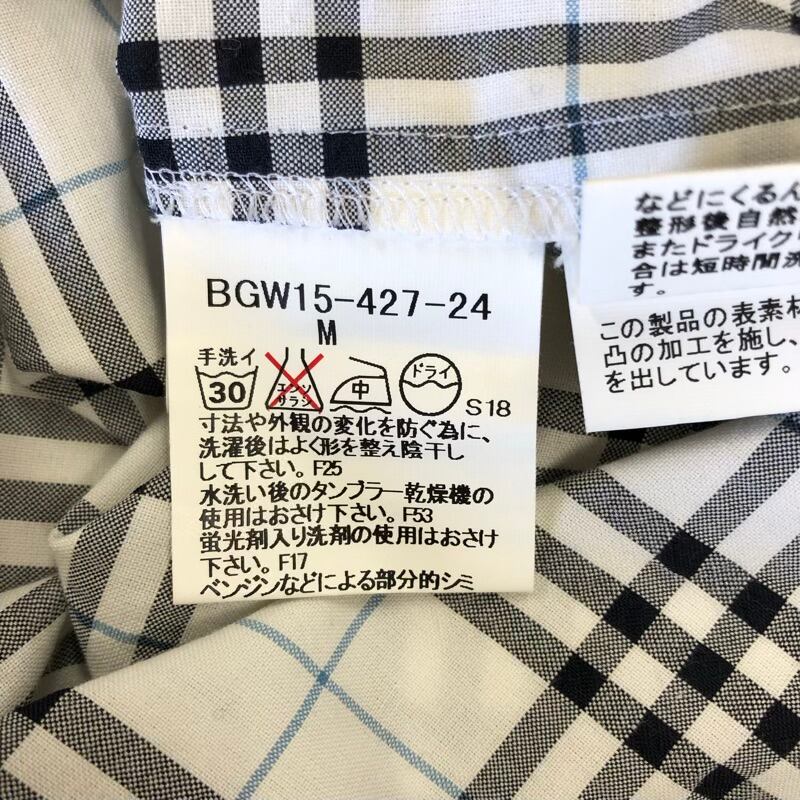 BGW15-427-24
M
手洗イ
30
エンソ
サラシ
中
ドライ
S18
寸法や外観の変化を防ぐ為に、
洗濯後はよく形を整え陰干し
して下さい。F25
水洗い後のタンブラー乾燥機の
使用はおさけ下さい。F53
蛍光剤入り洗剤の使用はおさけ
下さい。F17
ベンジンなどによる部分的シミ
などにくるん
整形後自然
またドライク
合は短時間洗
す。
この製品の表素材
凸の加工を施し、
を出しています。